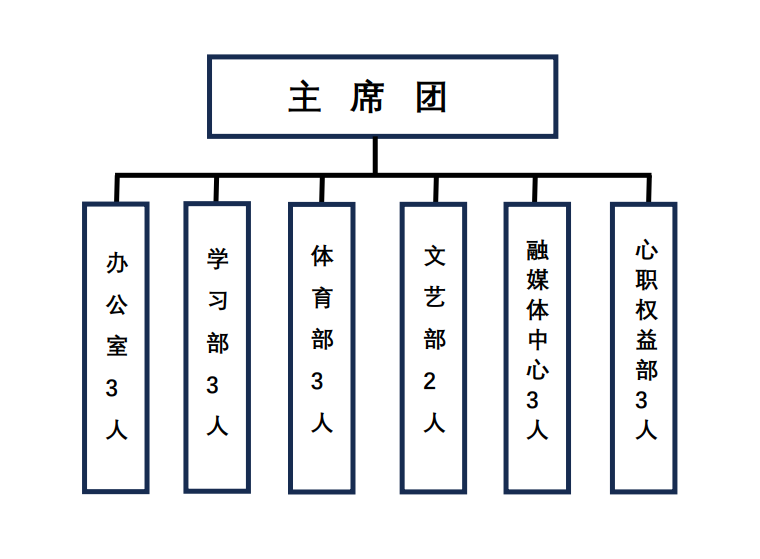 主席团
办公室3人
学习部3人
体育部3人
文艺部2人
融媒体中心3人
心职权益部3人